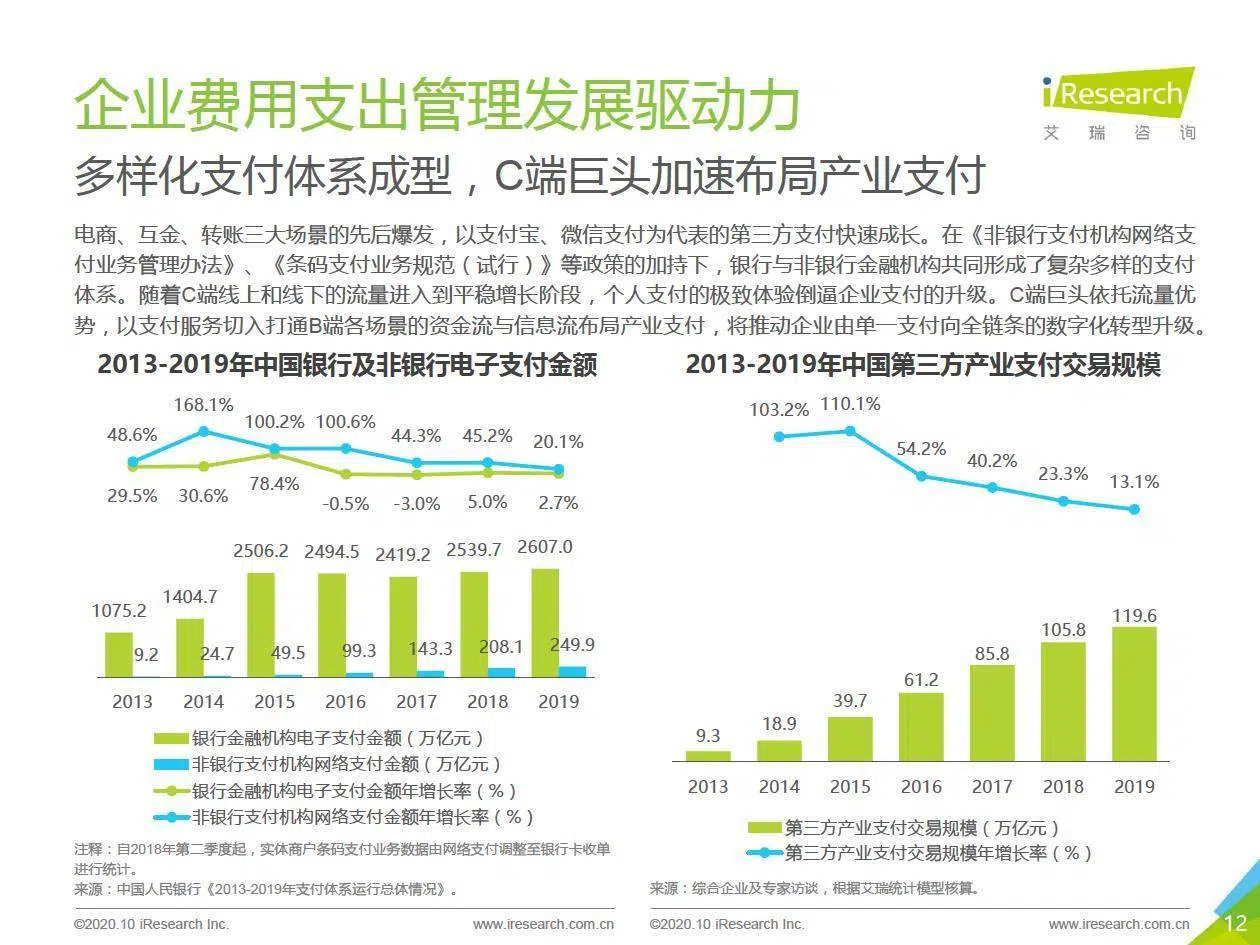 企业费用支出管理发展驱动力
iResearch
艾瑞咨询
多样化支付体系成型，C端巨头加速布局产业支付
电商、互金、转账三大场景的先后爆发，以支付宝、微信支付为代表的第三方支付快速成长。在《非银行支付机构网络支
付业务管理办法》、《条码支付业务规范（试行）》等政策的加持下，银行与非银行金融机构共同形成了复杂多样的支付
体系。随着C端线上和线下的流量进入到平稳增长阶段，个人支付的极致体验倒逼企业支付的升级。C端巨头依托流量优
势，以支付服务切入打通B端各场景的资金流与信息流布局产业支付，将推动企业由单一支付向全链条的数字化转型升级。
2013-2019年中国银行及非银行电子支付金额
48.6% 168.1% 100.2% 100.6% 44.3% 45.2% 20.1%
29.5% 30.6% 78.4% -0.5% -3.0% 5.0% 2.7%
1075.2 1404.7 2506.2 2494.5 2419.2 2539.7 2607.0
9.2 24.7 49.5 99.3 143.3 208.1 249.9
2013 2014 2015 2016 2017 2018 2019
银行金融机构电子支付金额（万亿元）
非银行支付机构网络支付金额（万亿元）
银行金融机构电子支付金额年增长率（%）
非银行支付机构网络支付金额年增长率（%）
注释：自2018年第二季度起，实体商户条码支付业务数据由网络支付调整至银行卡收单
进行统计。
来源：中国人民银行《2013-2019年支付体系运行总体情况》。
©2020.10 iResearch Inc. www.iresearch.com.cn
2013-2019年中国第三方产业支付交易规模
103.2% 110.1% 54.2% 40.2% 23.3% 13.1%
9.3 18.9 39.7 61.2 85.8 105.8 119.6
2013 2014 2015 2016 2017 2018 2019
第三方产业支付交易规模（万亿元）
第三方产业支付交易规模年增长率（%）
来源：综合企业及专家访谈，根据艾瑞统计模型核算。
©2020.10 iResearch Inc. www.iresearch.com.cn
12